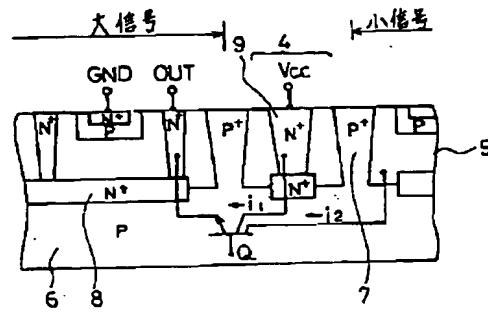 大信号 9 4 小信号
GND OUT Vcc
N+ N+ P N+ P+ N+ P+ P
5
N+ N+
i1 i2
P
Q
6 8 7